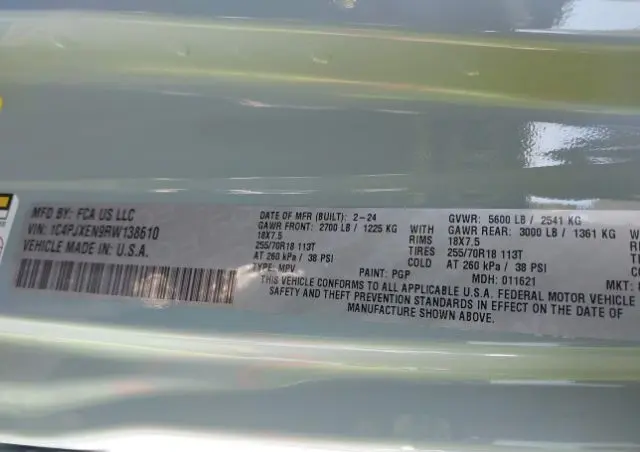 MFD BY: FCA US LLC
VIN: 1C4PJXEN9RW138610
VEHICLE MADE IN U.S.A.
DATE OF MFR (BUILT): 2-24
GAWR FRONT: 2700 LB / 1225 KG WITH
18X7.5 RIMS
255/70R18 113T TIRES
AT 260 kPa / 38 PSI COLD
GVWR: 5600 LB / 2541 KG
GAWR REAR: 3000 LB / 1361 KG
18X7.5
255/70R18 113T
AT 260 kPa / 38 PSI
TYPE: MPV PAINT: PGP MDH: 011621 MKT:
THIS VEHICLE CONFORMS TO ALL APPLICABLE U.S.A. FEDERAL MOTOR VEHICLE
SAFETY AND THEFT PREVENTION STANDARDS IN EFFECT ON THE DATE OF
MANUFACTURE SHOWN ABOVE.